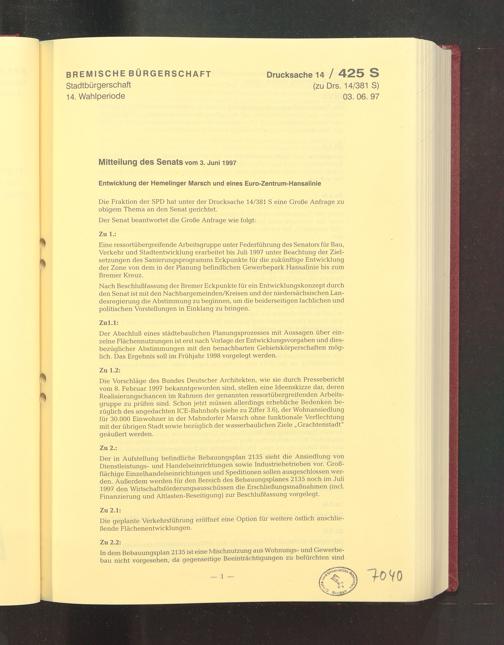 BREMISCHE BÜRGERSCHAFT
Stadtbürgerschaft
14. Wahlperiode
Drucksache 14 / 425 S
(zu Drs. 14/381 S)
03. 06. 97
Mitteilung des Senats vom 3. Juni 1997
Entwicklung der Hemelinger Marsch und eines Euro-Zentrum-Hansalinie
Die Fraktion der SPD hat unter der Drucksache 14/381 S eine Große Anfrage zu
obigem Thema an den Senat gerichtet.
Der Senat beantwortet die Große Anfrage wie folgt:
Zu 1.:
Eine ressortübergreifende Arbeitsgruppe unter Federführung des Senators für Bau,
Verkehr und Stadtentwicklung erarbeitet bis Juli 1997 unter Beachtung der Ziel-
setzungen des Sanierungsprogramms Eckpunkte für die zukünftige Entwicklung
der Zone von dem in der Planung befindlichen Gewerbepark Hansalinie bis zum
Bremer Kreuz.
Nach Beschlußfassung der Bremer Eckpunkte für ein Entwicklungskonzept durch
den Senat ist mit den Nachbargemeinden/Kreisen und der niedersächsischen Lan-
desregierung die Abstimmung zu beginnen, um die beiderseitigen fachlichen und
politischen Vorstellungen in Einklang zu bringen.
Zu1.1:
Der Abschluß eines städtebaulichen Planungsprozesses mit Aussagen über ein-
zelne Flächennutzungen ist erst nach Vorlage der Entwicklungsvorgaben und dies-
bezüglicher Abstimmungen mit den benachbarten Gebietskörperschaften mög-
lich. Das Ergebnis soll im Frühjahr 1998 vorgelegt werden.
Zu 1.2:
Die Vorschläge des Bundes Deutscher Architekten, wie sie durch Pressebericht
vom 8. Februar 1997 bekanntgeworden sind, stellen eine Ideenskizze dar, deren
Realisierungschancen im Rahmen der genannten ressortübergreifenden Arbeits-
gruppe zu prüfen sind. Schon jetzt müssen allerdings erhebliche Bedenken be-
züglich des angedachten ICE-Bahnhofs (siehe zu Ziffer 3.6), der Wohnansiedlung
für 30.000 Einwohner in der Mahndorfer Marsch ohne funktionale Verflechtung
mit der übrigen Stadt sowie bezüglich der wasserbaulichen Ziele „Grachtenstadt"
geäußert werden.
Zu 2.:
Der in Aufstellung befindliche Bebauungsplan 2135 sieht die Ansiedlung von
Dienstleistungs- und Handelseinrichtungen sowie Industriebetrieben vor. Groß-
flächige Einzelhandelseinrichtungen und Speditionen sollen ausgeschlossen wer-
den. Außerdem werden für den Bereich des Bebauungsplanes 2135 noch im Juli
1997 den Wirtschaftsförderungsausschüssen die Erschließungsmaßnahmen (incl.
Finanzierung und Altlasten-Beseitigung) zur Beschlußfassung vorgelegt.
Zu 2.1:
Die geplante Verkehrsführung eröffnet eine Option für weitere östlich anschlie-
ßende Flächenentwicklungen.
Zu 2.2:
In dem Bebauungsplan 2135 ist eine Mischnutzung aus Wohnungs- und Gewerbe-
bau nicht vorgesehen, da gegenseitige Beeinträchtigungen zu befürchten sind
— 1 —
7040